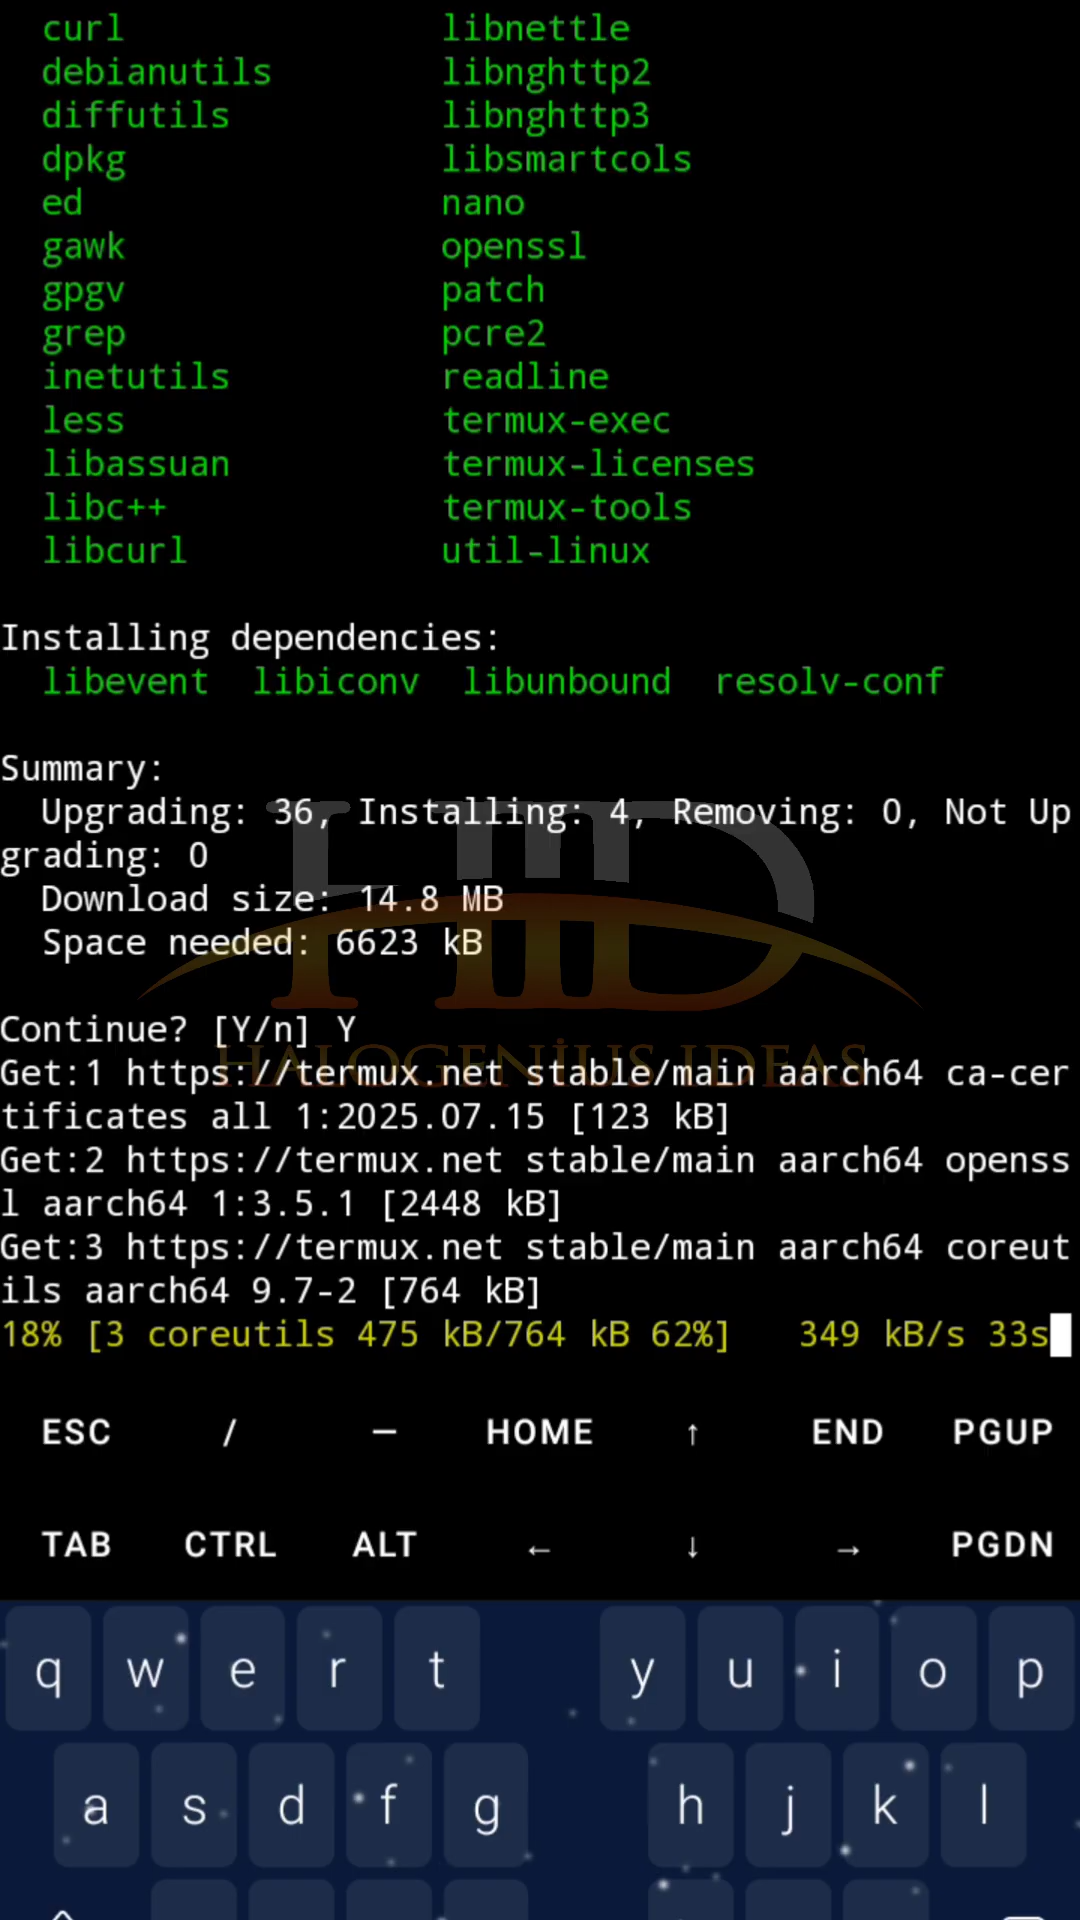 curl libnettle
debianutils libnghttp2
diffutils libnghttp3
dpkg libsmartcols
ed nano
gawk openssl
gpgv patch
grep pcre2
inetutils readline
less termux-exec
libassuan termux-licenses
libc++ termux-tools
libcurl util-linux
Installing dependencies:
libevent libiconv libunbound resolv-conf
Summary:
Upgrading: 36, Installing: 4, Removing: 0, Not Up
grading: 0
Download size: 14.8 MB
Space needed: 6623 kB
HID
Continue? [Y/n] Y
HALOGENiUS IDEAS
Get:1 https://termux.net stable/main aarch64 ca-cer
tificates all 1:2025.07.15 [123 kB]
Get:2 https://termux.net stable/main aarch64 openss
l aarch64 1:3.5.1 [2448 kB]
Get:3 https://termux.net stable/main aarch64 coreut
ils aarch64 9.7-2 [764 kB]
18% [3 coreutils 475 kB/764 kB 62%] 349 kB/s 33s
ESC / — HOME ↑ END PGUP
TAB CTRL ALT ← ↓ → PGDN
q w e r t y u i o p
a s d f g h j k l